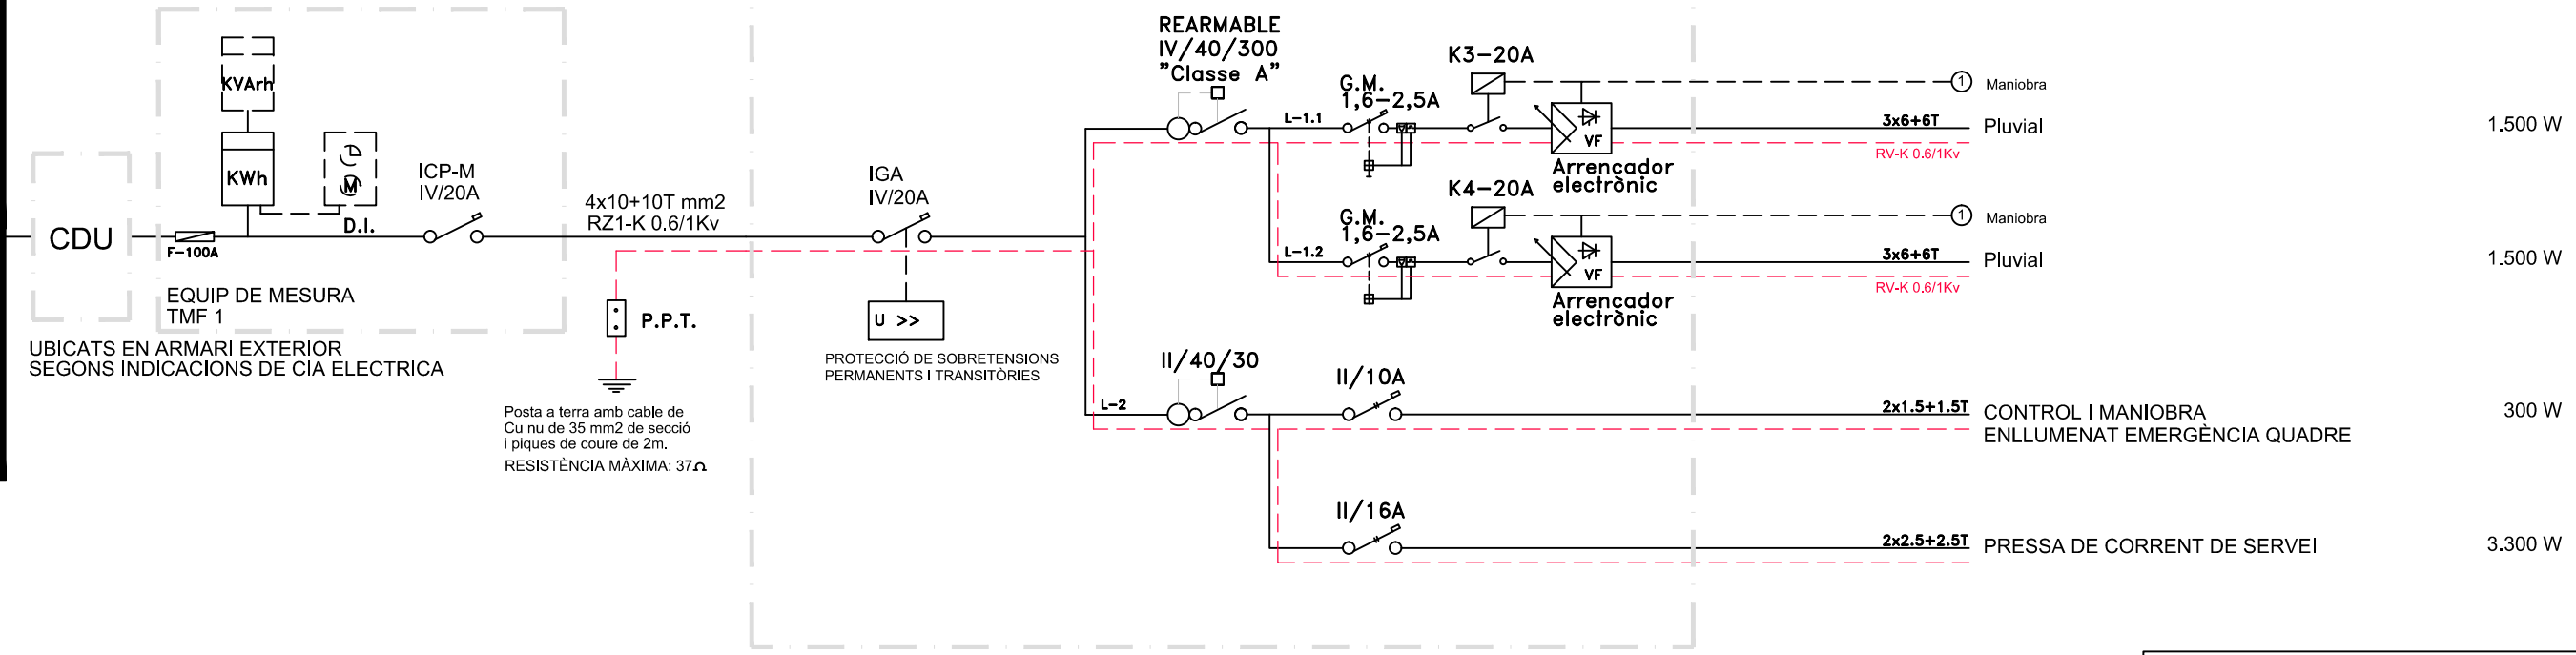 KVArh
KWh
M
D.I.
CDU
F-100A
ICP-M
IV/20A
EQUIP DE MESURA
TMF 1
UBICATS EN ARMARI EXTERIOR
SEGONS INDICACIONS DE CIA ELECTRICA
4x10+10T mm2
RZ1-K 0.6/1Kv
P.P.T.
Posta a terra amb cable de
Cu nu de 35 mm2 de secció
i piques de coure de 2m.
RESISTÈNCIA MÀXIMA: 37Ω
IGA
IV/20A
U >>
PROTECCIÓ DE SOBRETENSIONS
PERMANENTS I TRANSITÒRIES
REARMABLE
IV/40/300
"Classe A"
L-1.1
G.M.
1,6-2,5A
K3-20A
VF
Arrencador
electrònic
1 Maniobra
3x6+6T Pluvial 1.500 W
RV-K 0.6/1Kv
L-1.2
G.M.
1,6-2,5A
K4-20A
VF
Arrencador
electrònic
1 Maniobra
3x6+6T Pluvial 1.500 W
RV-K 0.6/1Kv
L-2
II/40/30
II/10A
2x1.5+1.5T CONTROL I MANIOBRA 300 W
ENLLUMENAT EMERGÈNCIA QUADRE
II/16A
2x2.5+2.5T PRESSA DE CORRENT DE SERVEI 3.300 W